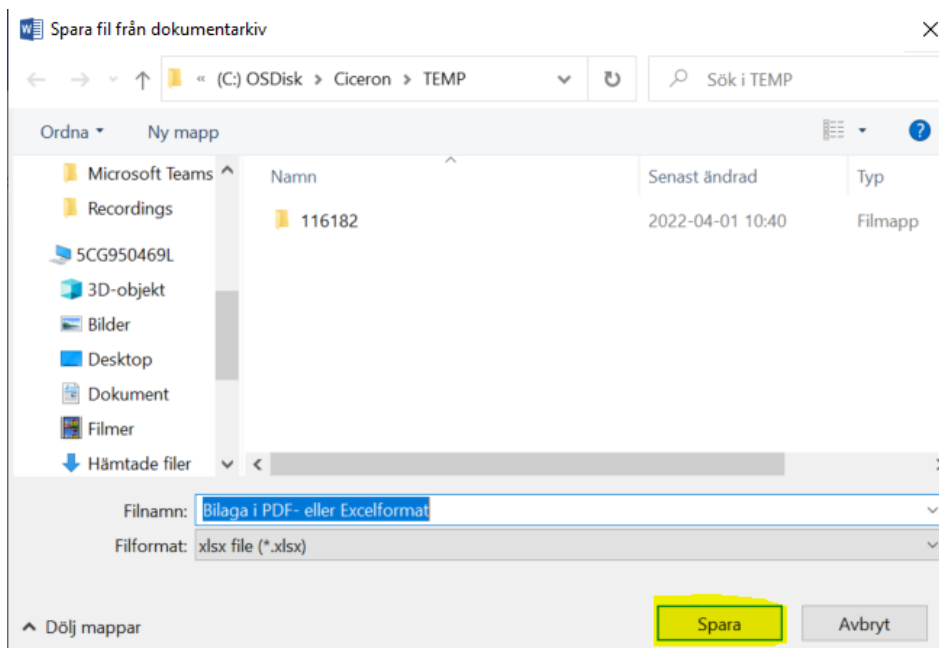 Spara fil från dokumentarkiv
« (C:) OSDisk > Ciceron > TEMP
Sök i TEMP
Ordna
Ny mapp
?
Microsoft Teams
Recordings
5CG950469L
3D-objekt
Bilder
Desktop
Dokument
Filmer
Hämtade filer
Namn
Senast ändrad
Typ
116182
2022-04-01 10:40
Filmapp
Filnamn: Bilaga i PDF- eller Excelformat
Filformat: xlsx file (*.xlsx)
Dölj mappar
Spara
Avbryt